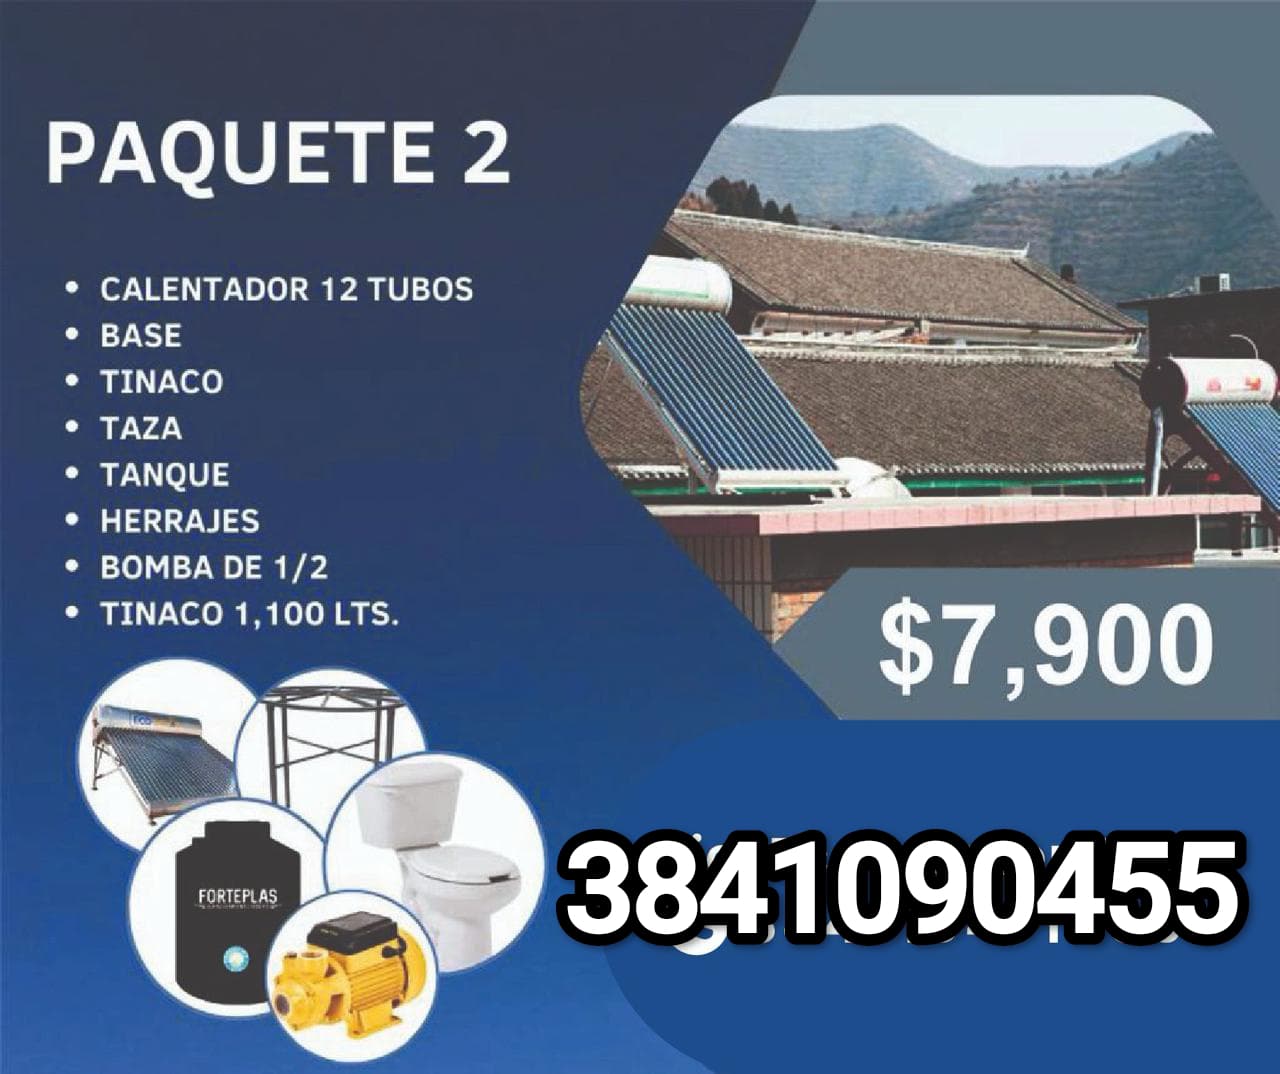 PAQUETE 2
• CALENTADOR 12 TUBOS
• BASE
• TINACO
• TAZA
• TANQUE
• HERRAJES
• BOMBA DE 1/2
• TINACO 1,100 LTS.
$7,900
ECO
FORTEPLAS
3841090455